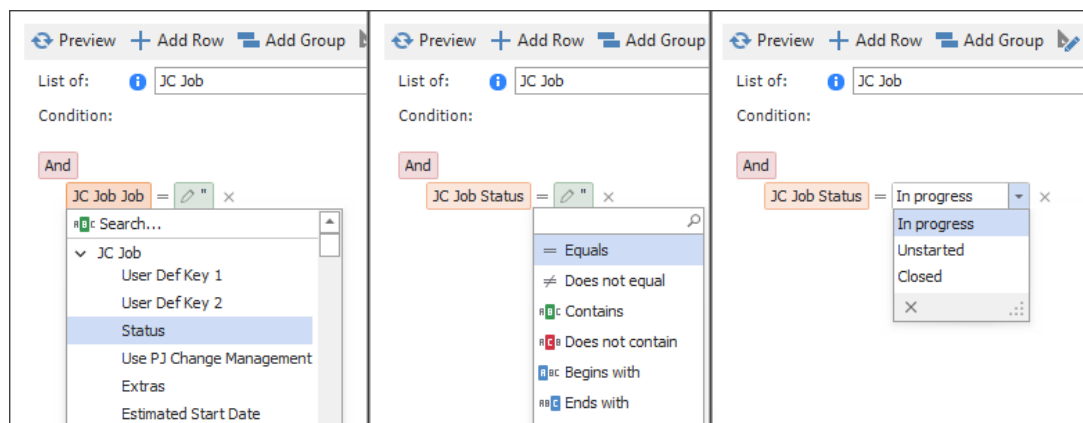 Preview Add Row Add Group
List of: JC Job
Condition:
And
JC Job Job = "
Search...
JC Job
User Def Key 1
User Def Key 2
Status
Use PJ Change Management
Extras
Estimated Start Date
Preview Add Row Add Group
List of: JC Job
Condition:
And
JC Job Status = "
= Equals
≠ Does not equal
ABC Contains
ACB Does not contain
ABC Begins with
ABC Ends with
Preview Add Row Add Group
List of: JC Job
Condition:
And
JC Job Status = In progress
In progress
Unstarted
Closed